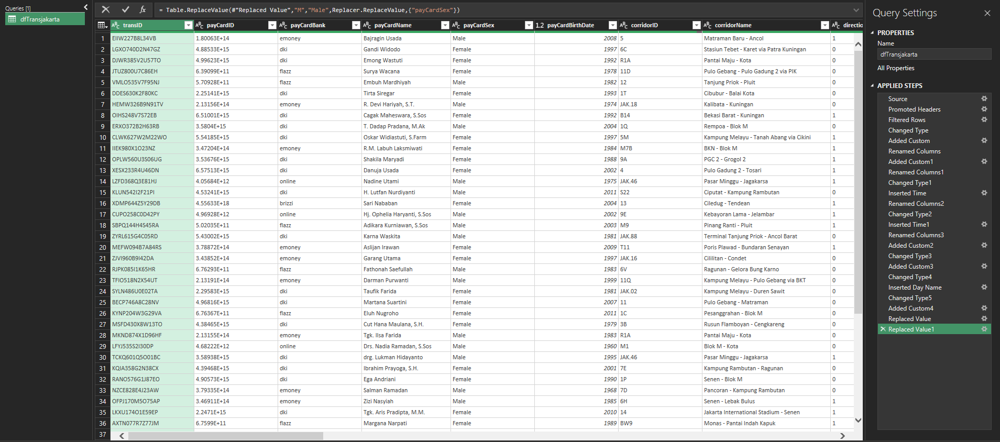 Queries [1]
dfTransjakarta
= Table.ReplaceValue(#"Replaced Value","M","Male",Replacer.ReplaceValue,{"payCardSex"})
transID payCardID payCardBank payCardName payCardSex 1.2 payCardBirthDate corridorID corridorName directio
1 EIIW227B8L34VB 1.80063E+14 emoney Bajragin Usada Male 2008 5 Matraman Baru - Ancol 1
2 LGXO740D2N47GZ 4.88533E+15 dki Gandi Widodo Female 1997 6C Stasiun Tebet - Karet via Patra Kuningan 0
3 DJWR385V2U57TO 4.99623E+15 dki Emong Wastuti Female 1992 R1A Pantai Maju - Kota 0
4 JTUZ800U7C86EH 6.39099E+11 flazz Surya Wacana Female 1978 11D Pulo Gebang - Pulo Gadung 2 via PIK 0
5 VMLO535V7F95NJ 5.70928E+11 flazz Embuh Mardhiyah Male 1982 12 Tanjung Priok - Pluit 0
6 DDES630K2F80KC 2.25141E+15 dki Tirta Siregar Female 1993 1T Cibubur - Balai Kota 0
7 HEMW326B9N91TV 2.13156E+14 emoney R. Devi Hariyah, S.T. Male 1974 JAK.18 Kalibata - Kuningan 0
8 OIHS248V7S72EB 6.51001E+15 dki Cagak Maheswara, S.Sos Female 1992 B14 Bekasi Barat - Kuningan 1
9 ERXO372B2H63RB 3.5804E+15 dki T. Dadap Pradana, M.Ak Male 2004 1Q Rempoa - Blok M 0
10 CLWK627W2M22WO 5.54185E+15 dki Oskar Widiastuti, S.Farm Female 1997 5M Kampung Melayu - Tanah Abang via Cikini 1
11 IIEK980X1O23NZ 3.47204E+14 emoney R.M. Labuh Laksmiwati Female 1984 M7B BKN - Blok M 1
12 OPLW560U3S06UG 3.53676E+15 dki Shakila Maryadi Female 1988 9A PGC 2 - Grogol 2 1
13 XESX233R4U46DN 6.57513E+15 dki Danuja Usada Female 2002 4 Pulo Gadung 2 - Tosari 1
14 LZFD368Q3E81HJ 4.05684E+12 online Nadine Utami Male 1975 JAK.46 Pasar Minggu - Jagakarsa 1
15 KLUN542I2F21PI 4.53241E+15 dki H. Lutfan Nurdiyanti Male 2011 S22 Ciputat - Kampung Rambutan 0
16 XDMP644Z5Y29DB 4.55633E+18 brizzi Sari Nababan Female 2004 13 Ciledug - Tendean 1
17 CUPO258C0D42PY 4.96928E+12 online Hj. Ophelia Haryanti, S.Sos Male 2002 9E Kebayoran Lama - Jelambar 1
18 SBPQ144H4S45RA 5.02035E+11 flazz Adikara Kurniawan, S.Sos Male 2003 M9 Pinang Ranti - Pluit 1
19 ZYRL615G4C05RD 5.43002E+15 dki Karna Waskita Male 1981 JAK.88 Terminal Tanjung Priok - Ancol Barat 0
20 MEFW094B7A84RS 3.78872E+14 emoney Aslijan Irawan Female 2009 T11 Poris Plawad - Bundaran Senayan 1
21 ZJVI960B9I42DA 3.43852E+14 emoney Garang Utama Female 1997 JAK.16 Cililitan - Condet 0
22 RJPK085I1K65HR 6.76293E+11 flazz Fathonah Saefullah Male 1983 6V Ragunan - Gelora Bung Karno 0
23 TFIO518N2X54UT 2.13191E+14 emoney Darman Purwanti Male 1999 11Q Kampung Melayu - Pulo Gebang via BKT 0
24 SYLN486U0E02TA 2.29583E+15 dki Taufik Farida Female 1981 JAK.02 Kampung Melayu - Duren Sawit 0
25 BECP746A8C28NV 4.96816E+15 dki Martana Suartini Female 2007 11 Pulo Gebang - Matraman 0
26 KYNP204W3G29VA 6.76367E+11 flazz Eluh Nugroho Female 2011 1C Pesanggrahan - Blok M 0
27 MSFD430X8W13TO 4.38465E+15 dki Cut Hana Maulana, S.H. Female 1979 3B Rusun Flamboyan - Cengkareng 0
28 MKND874X1D96HF 2.13155E+14 emoney Tgk. Ilsa Farida Male 1983 R1A Pantai Maju - Kota 0
29 LFYJ535S2I30DP 4.68222E+12 online Drs. Nadia Ramadan, S.Sos Male 1960 M1 Blok M - Kota 0
30 TCKQ601Q5O01BC 3.58938E+15 dki drg. Lukman Hidayanto Male 1995 JAK.46 Pasar Minggu - Jagakarsa 1
31 KQIA358G2N38CX 4.39468E+15 dki Ibrahim Prayoga, S.H. Female 2001 7E Kampung Rambutan - Ragunan 0
32 RANO576G1J87EO 4.90573E+15 dki Ega Andriani Female 1990 1P Senen - Blok M 0
33 NZCE828E4J23AW 3.79335E+14 emoney Salman Ramadan Male 1968 7D Pancoran - Kampung Rambutan 0
34 OFPJ170M5O75AP 3.46911E+14 emoney Zizi Nasyiah Male 1985 6H Senen - Lebak Bulus 1
35 LKXU174O1E59EP 2.2471E+15 dki Tgk. Aris Pradipta, M.M. Female 2010 14 Jakarta International Stadium - Senen 1
36 AXTN077R7Z77JM 6.7599E+11 flazz Margana Narpati Female 1989 BW9 Monas - Pantai Indah Kapuk 1
37
Query Settings
PROPERTIES
Name
dfTransjakarta
All Properties
APPLIED STEPS
Source
Promoted Headers
Filtered Rows
Changed Type
Added Custom
Renamed Columns
Added Custom1
Renamed Columns1
Changed Type1
Inserted Time
Renamed Columns2
Changed Type2
Inserted Time1
Renamed Columns3
Added Custom2
Changed Type3
Added Custom3
Changed Type4
Inserted Day Name
Changed Type5
Added Custom4
Replaced Value
Replaced Value1